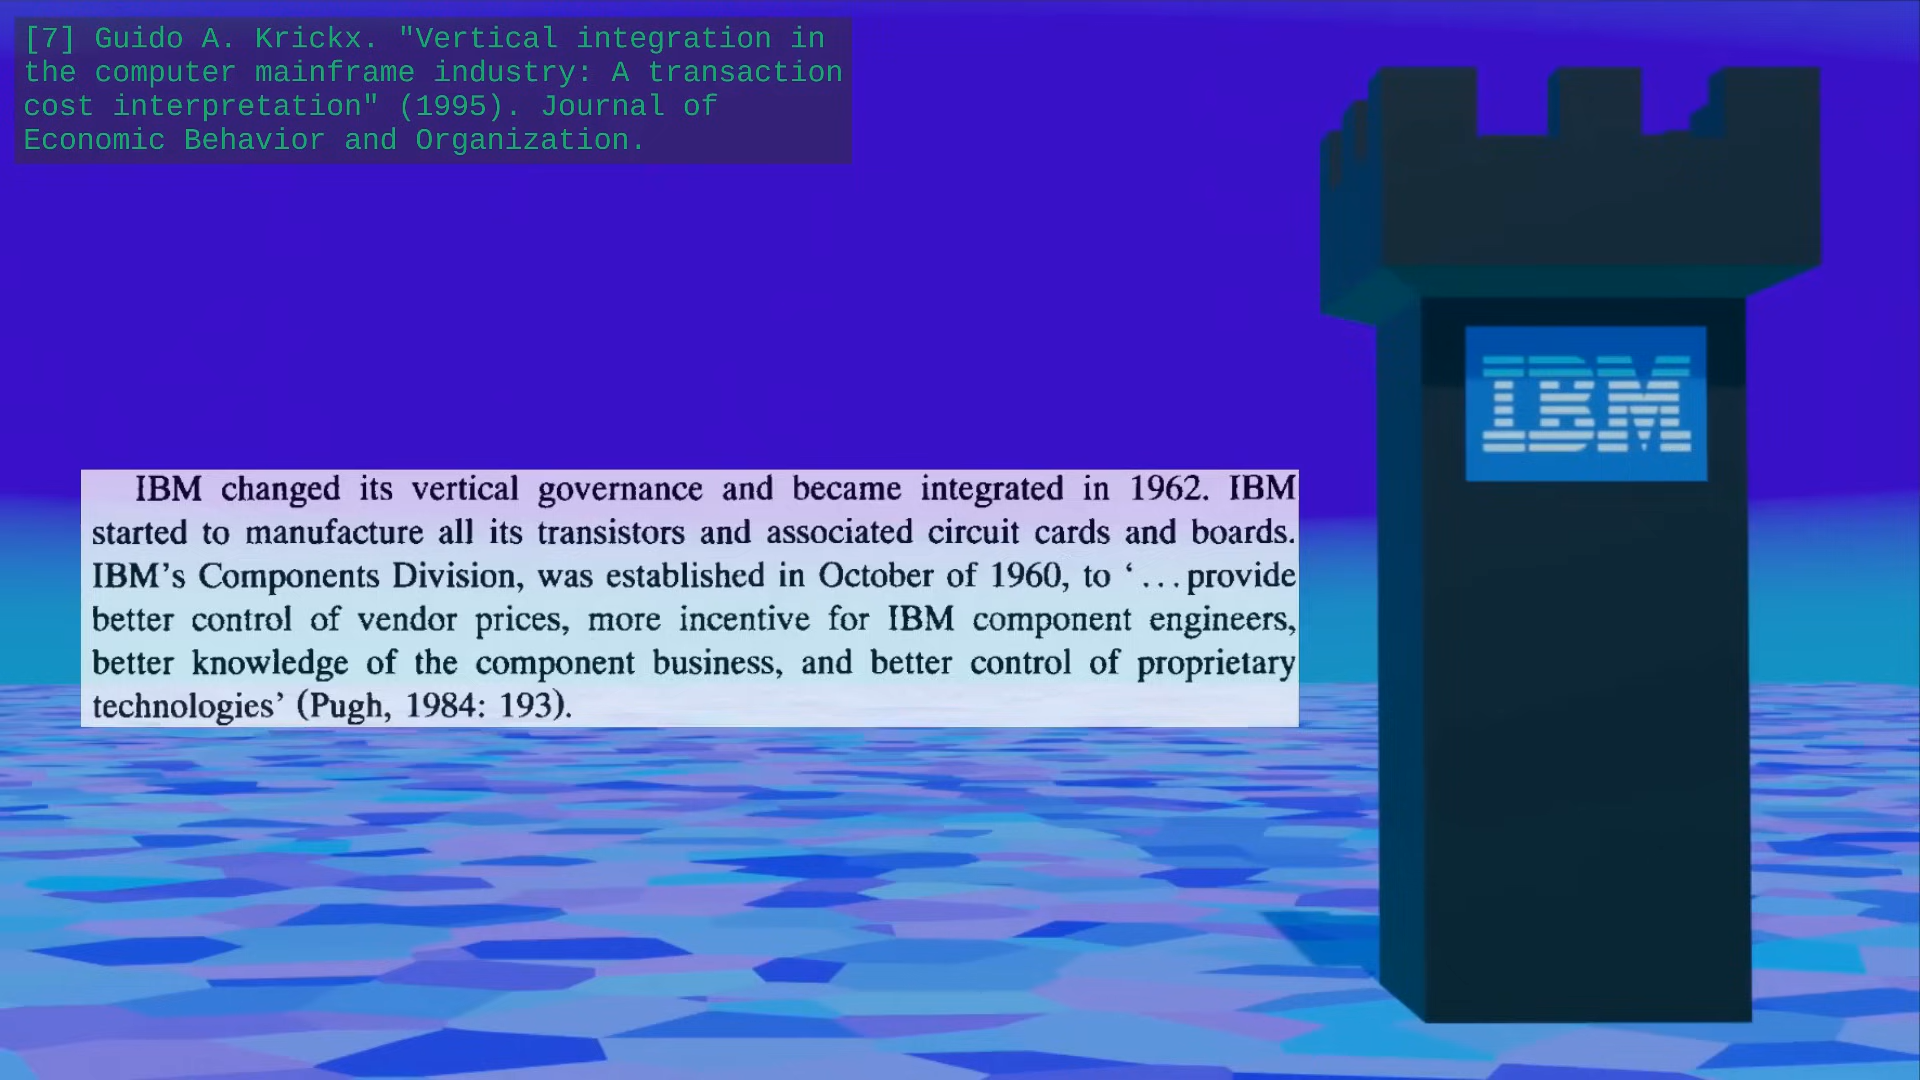 [7] Guido A. Krickx. "Vertical integration in
the computer mainframe industry: A transaction
cost interpretation" (1995). Journal of
Economic Behavior and Organization.
IBM
IBM changed its vertical governance and became integrated in 1962. IBM
started to manufacture all its transistors and associated circuit cards and boards.
IBM's Components Division, was established in October of 1960, to ‘...provide
better control of vendor prices, more incentive for IBM component engineers,
better knowledge of the component business, and better control of proprietary
technologies’ (Pugh, 1984: 193).